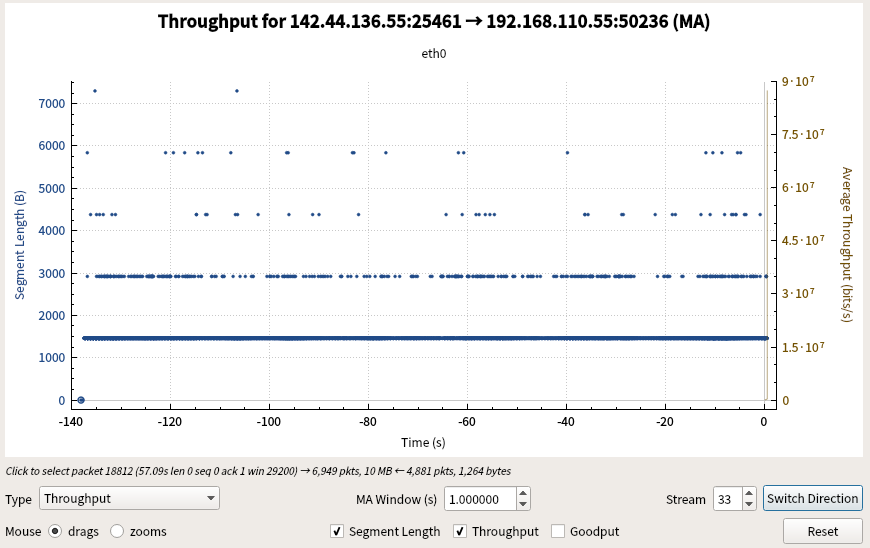 Throughput for 142.44.136.55:25461 → 192.168.110.55:50236 (MA)
eth0
Segment Length (B)
7000
6000
5000
4000
3000
2000
1000
0
9·10⁷
7.5·10⁷
6·10⁷
4.5·10⁷
3·10⁷
1.5·10⁷
0
Average Throughput (bits/s)
-140 -120 -100 -80 -60 -40 -20 0
Time (s)
Click to select packet 18812 (57.09s len 0 seq 0 ack 1 win 29200) → 6,949 pkts, 10 MB ← 4,881 pkts, 1,264 bytes
Type Throughput MA Window (s) 1.000000 Stream 33 Switch Direction
Mouse drags zooms Segment Length Throughput Goodput Reset